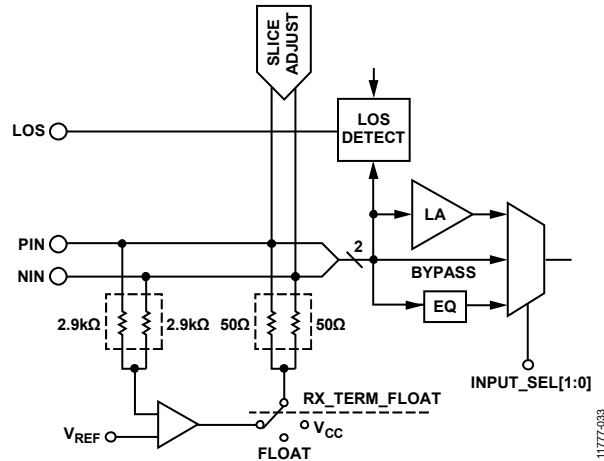 SLICE
ADJUST
LOS
LOS
DETECT
LA
PIN
2
NIN
BYPASS
EQ
2.9kΩ
2.9kΩ
50Ω
50Ω
INPUT_SEL[1:0]
RX_TERM_FLOAT
VREF
VCC
FLOAT
11777-033